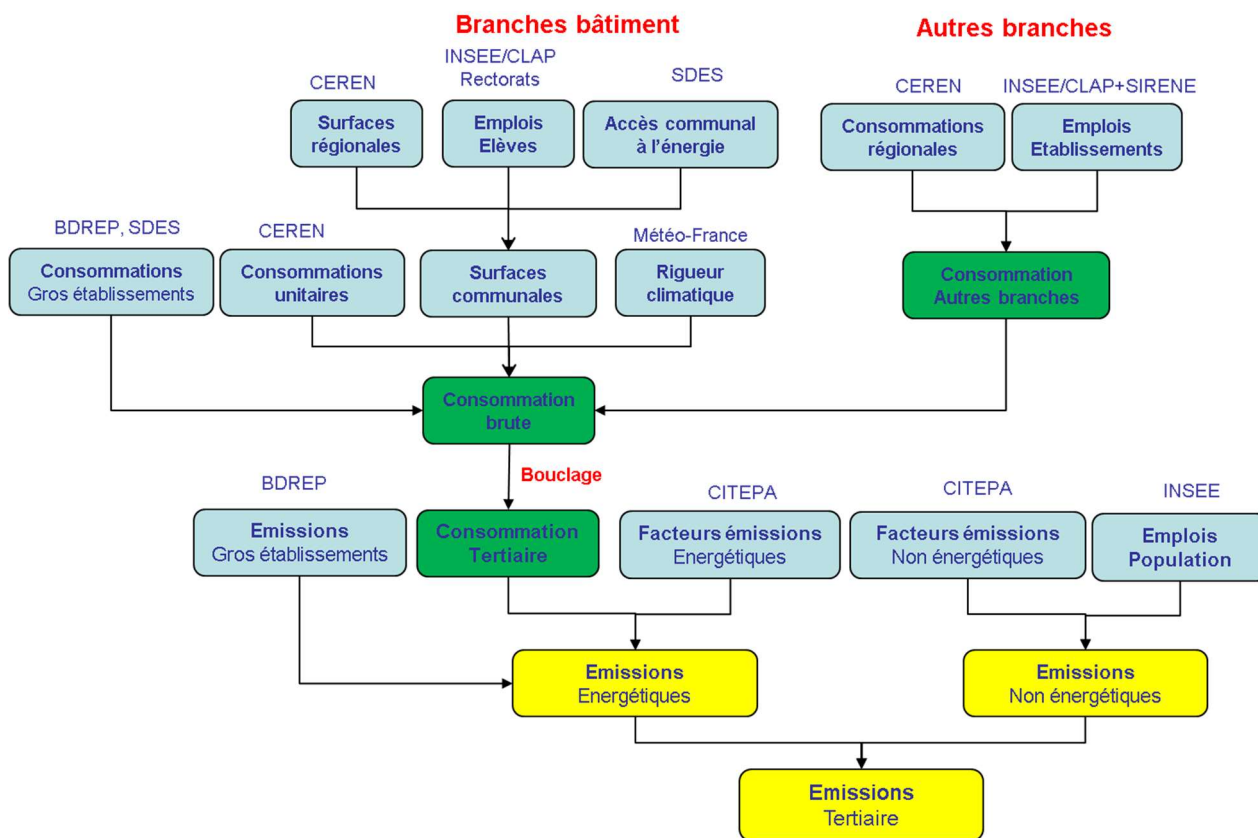 Branches bâtiment
Autres branches
CEREN
INSEE/CLAP
Rectorats
SDES
CEREN
INSEE/CLAP+SIRENE
Surfaces
régionales
Emplois
Elèves
Accès communal
à l'énergie
Consommations
régionales
Emplois
Etablissements
BDREP, SDES
CEREN
Météo-France
Consommations
Gros établissements
Consommations
unitaires
Surfaces
communales
Rigueur
climatique
Consommation
Autres branches
Consommation
brute
Bouclage
BDREP
CITEPA
CITEPA
INSEE
Emissions
Gros établissements
Consommation
Tertiaire
Facteurs émissions
Energétiques
Facteurs émissions
Non énergétiques
Emplois
Population
Emissions
Energétiques
Emissions
Non énergétiques
Emissions
Tertiaire